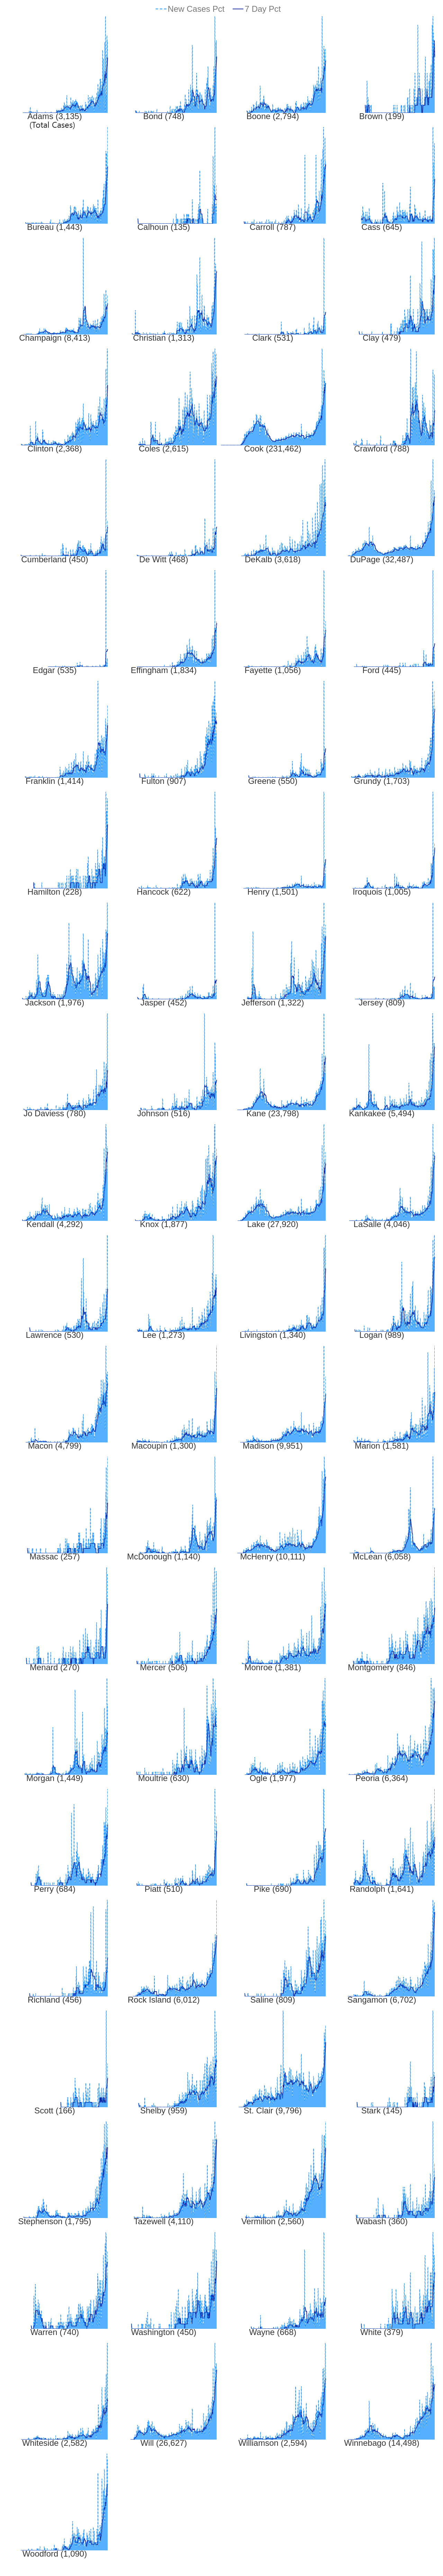 New Cases Pct 7 Day Pct
Adams (3,135) Bond (748) Boone (2,794) Brown (199)
(Total Cases)
Bureau (1,443) Calhoun (135) Carroll (787) Cass (645)
Champaign (8,413) Christian (1,313) Clark (531) Clay (479)
Clinton (2,368) Coles (2,615) Cook (231,462) Crawford (788)
Cumberland (450) De Witt (468) DeKalb (3,618) DuPage (32,487)
Edgar (535) Effingham (1,834) Fayette (1,056) Ford (445)
Franklin (1,414) Fulton (907) Greene (550) Grundy (1,703)
Hamilton (228) Hancock (622) Henry (1,501) Iroquois (1,005)
Jackson (1,976) Jasper (452) Jefferson (1,322) Jersey (809)
Jo Daviess (780) Johnson (516) Kane (23,798) Kankakee (5,494)
Kendall (4,292) Knox (1,877) Lake (27,920) LaSalle (4,046)
Lawrence (530) Lee (1,273) Livingston (1,340) Logan (989)
Macon (4,799) Macoupin (1,300) Madison (9,951) Marion (1,581)
Massac (257) McDonough (1,140) McHenry (10,111) McLean (6,058)
Menard (270) Mercer (506) Monroe (1,381) Montgomery (846)
Morgan (1,449) Moultrie (630) Ogle (1,977) Peoria (6,364)
Perry (684) Piatt (510) Pike (690) Randolph (1,641)
Richland (456) Rock Island (6,012) Saline (809) Sangamon (6,702)
Scott (166) Shelby (959) St. Clair (9,796) Stark (145)
Stephenson (1,795) Tazewell (4,110) Vermilion (2,560) Wabash (360)
Warren (740) Washington (450) Wayne (668) White (379)
Whiteside (2,582) Will (26,627) Williamson (2,594) Winnebago (14,498)
Woodford (1,090)